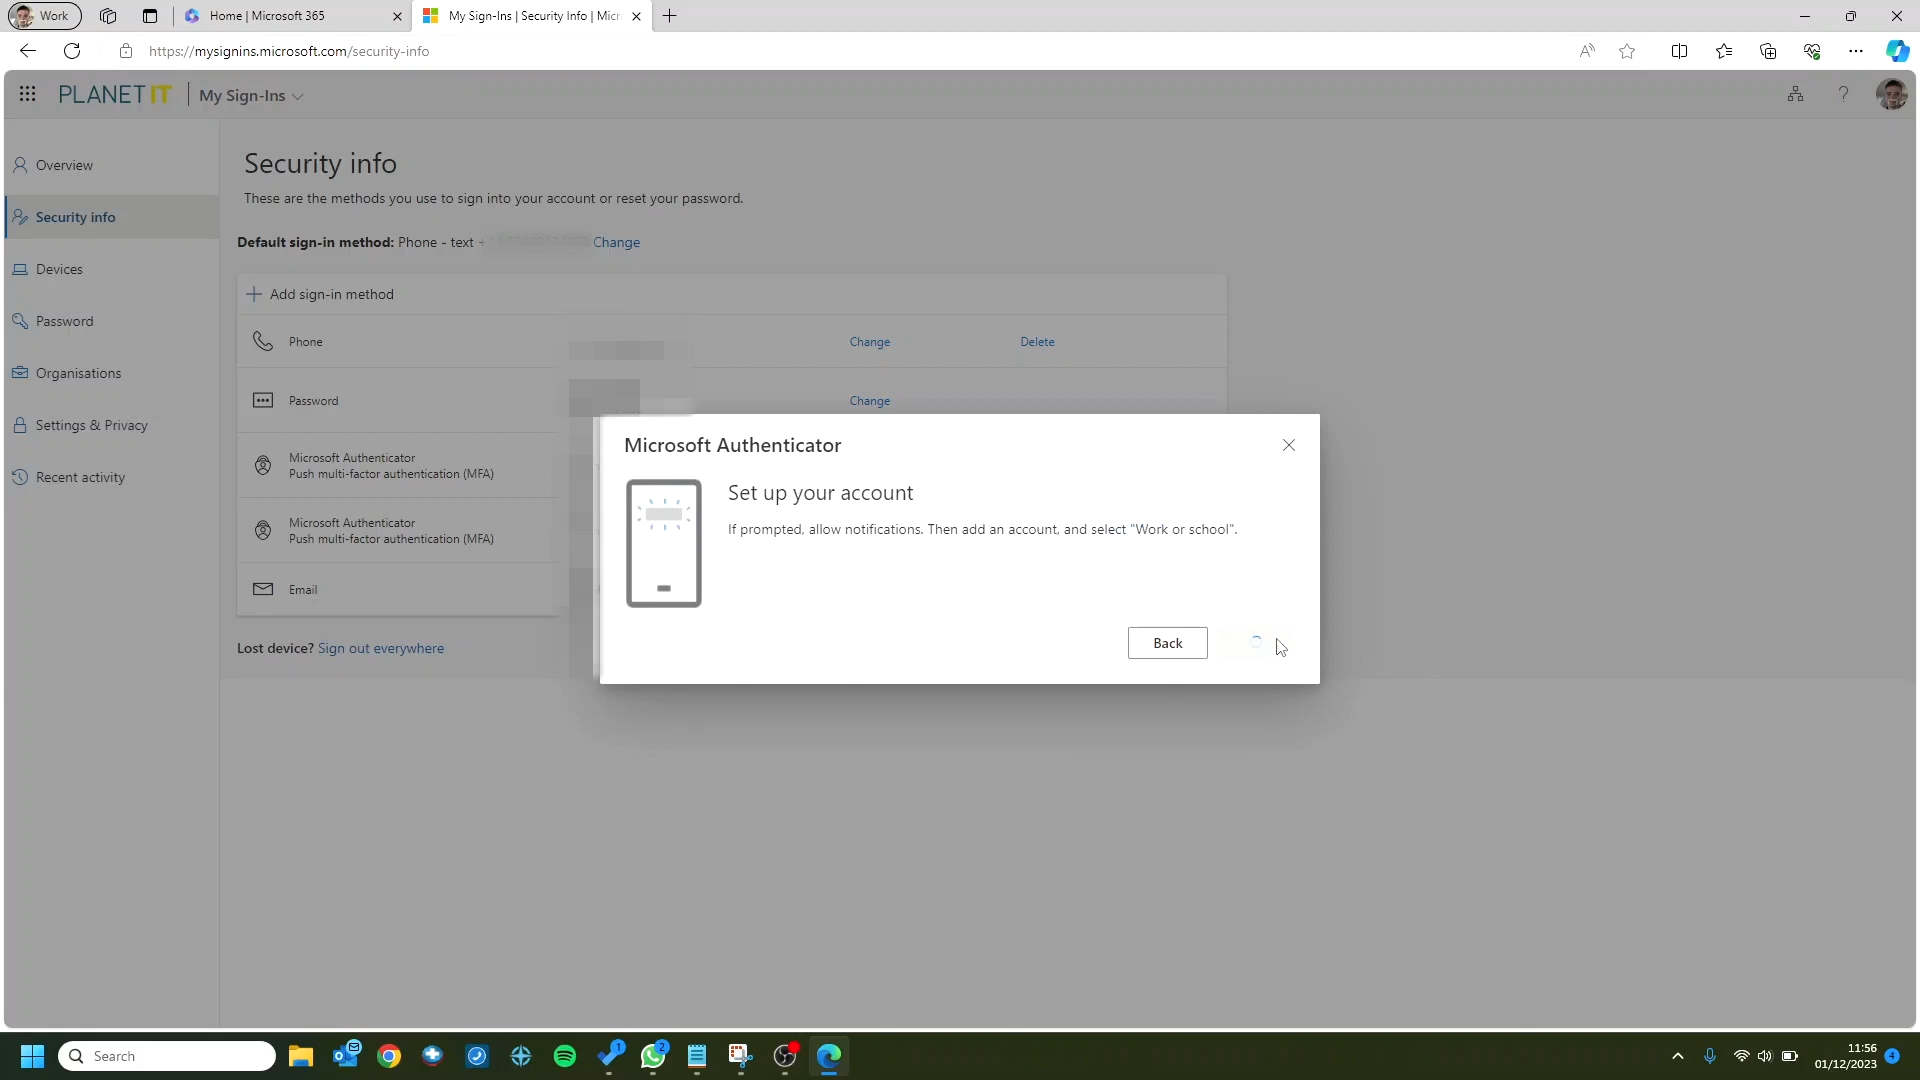 Work
Home | Microsoft 365
My Sign-Ins | Security Info | Micr
https://mysignins.microsoft.com/security-info
PLANET IT
My Sign-Ins
Overview
Security info
Devices
Password
Organisations
Settings & Privacy
Recent activity
Security info
These are the methods you use to sign into your account or reset your password.
Default sign-in method: Phone - text + Change
Add sign-in method
Phone Change Delete
Password Change
Microsoft Authenticator
Push multi-factor authentication (MFA)
Microsoft Authenticator
Push multi-factor authentication (MFA)
Email
Lost device? Sign out everywhere
Microsoft Authenticator
Set up your account
If prompted, allow notifications. Then add an account, and select "Work or school".
Back
Search
1
2
11:56
01/12/2023
4